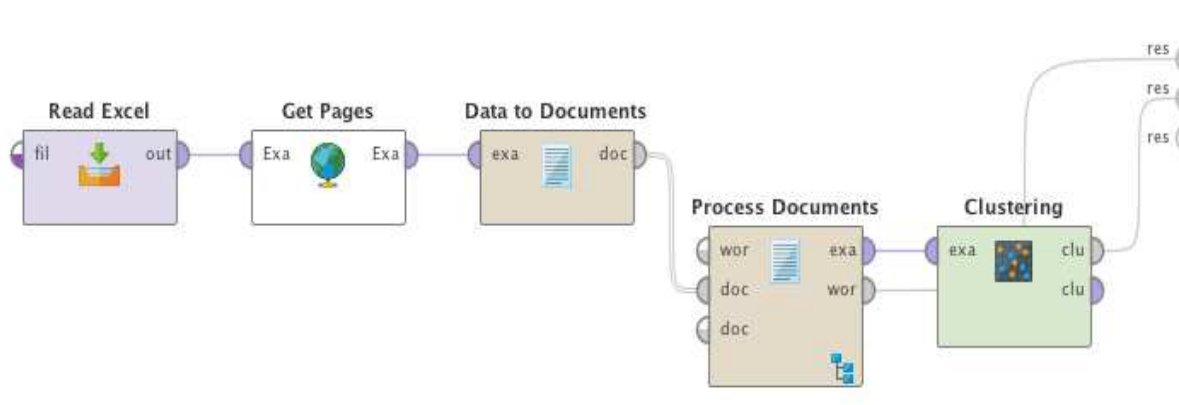 res
res
Read Excel
Get Pages
Data to Documents
res
fil
out
Exa
Exa
exa
doc
Process Documents
Clustering
wor
exa
exa
clu
doc
wor
clu
doc